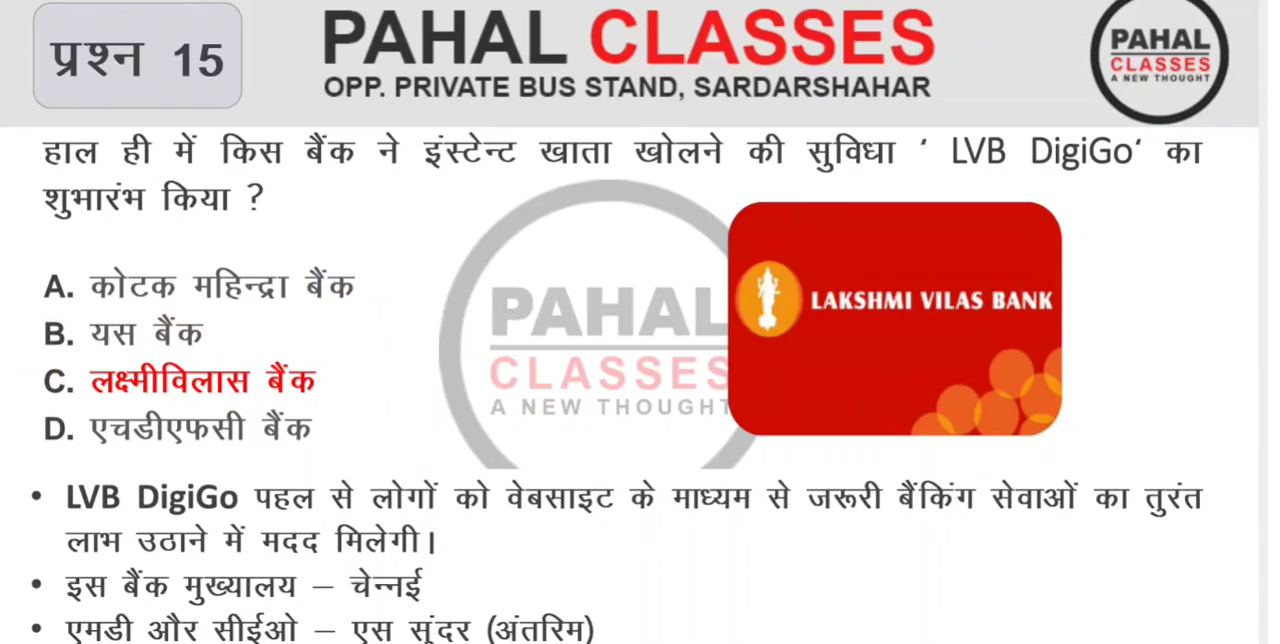 प्रश्न 15
PAHAL CLASSES
OPP. PRIVATE BUS STAND, SARDARSHAHAR
PAHAL
CLASSES
A NEW THOUGHT
हाल ही में किस बैंक ने इंस्टेन्ट खाता खोलने की सुविधा ‘ LVB DigiGo‘ का
शुभारंभ किया ?
A. कोटक महिन्द्रा बैंक
B. यस बैंक
C. लक्ष्मीविलास बैंक
D. एचडीएफसी बैंक
PAHAL
CLASSES
A NEW THOUGHT
LAKSHMI VILAS BANK
• LVB DigiGo पहल से लोगों को वेबसाइट के माध्यम से जरूरी बैंकिंग सेवाओं का तुरंत
लाभ उठाने में मदद मिलेगी।
• इस बैंक मुख्यालय – चेन्नई
• एमडी और सीईओ – एस सुंदर (अंतरिम)